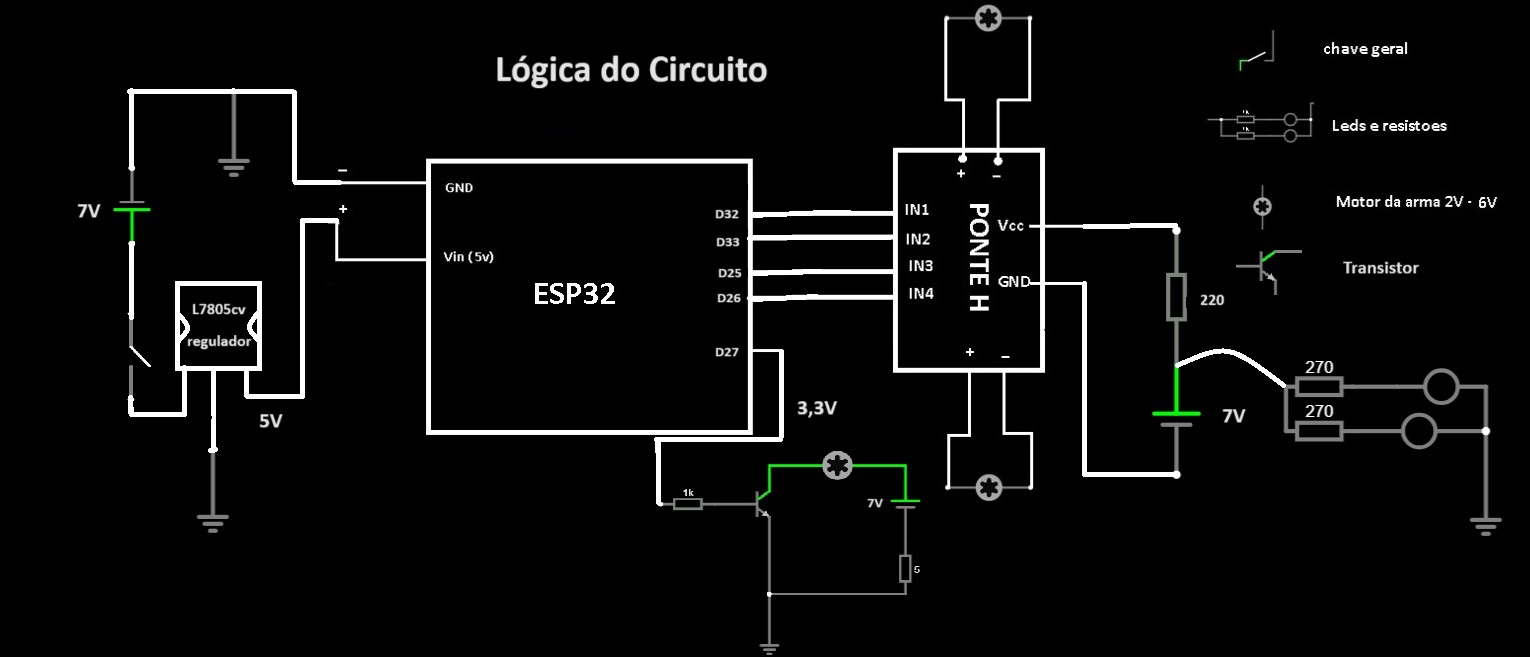 Lógica do Circuito
chave geral
1k
1k
Leds e resistoes
Motor da arma 2V - 6V
Transistor
7V
−
+
GND
Vin (5v)
ESP32
D32
D33
D25
D26
D27
L7805cv
regulador
5V
+
−
IN1
IN2
IN3
IN4
PONTE H
Vcc
GND
+
−
220
7V
270
270
3,3V
1k
7V
5